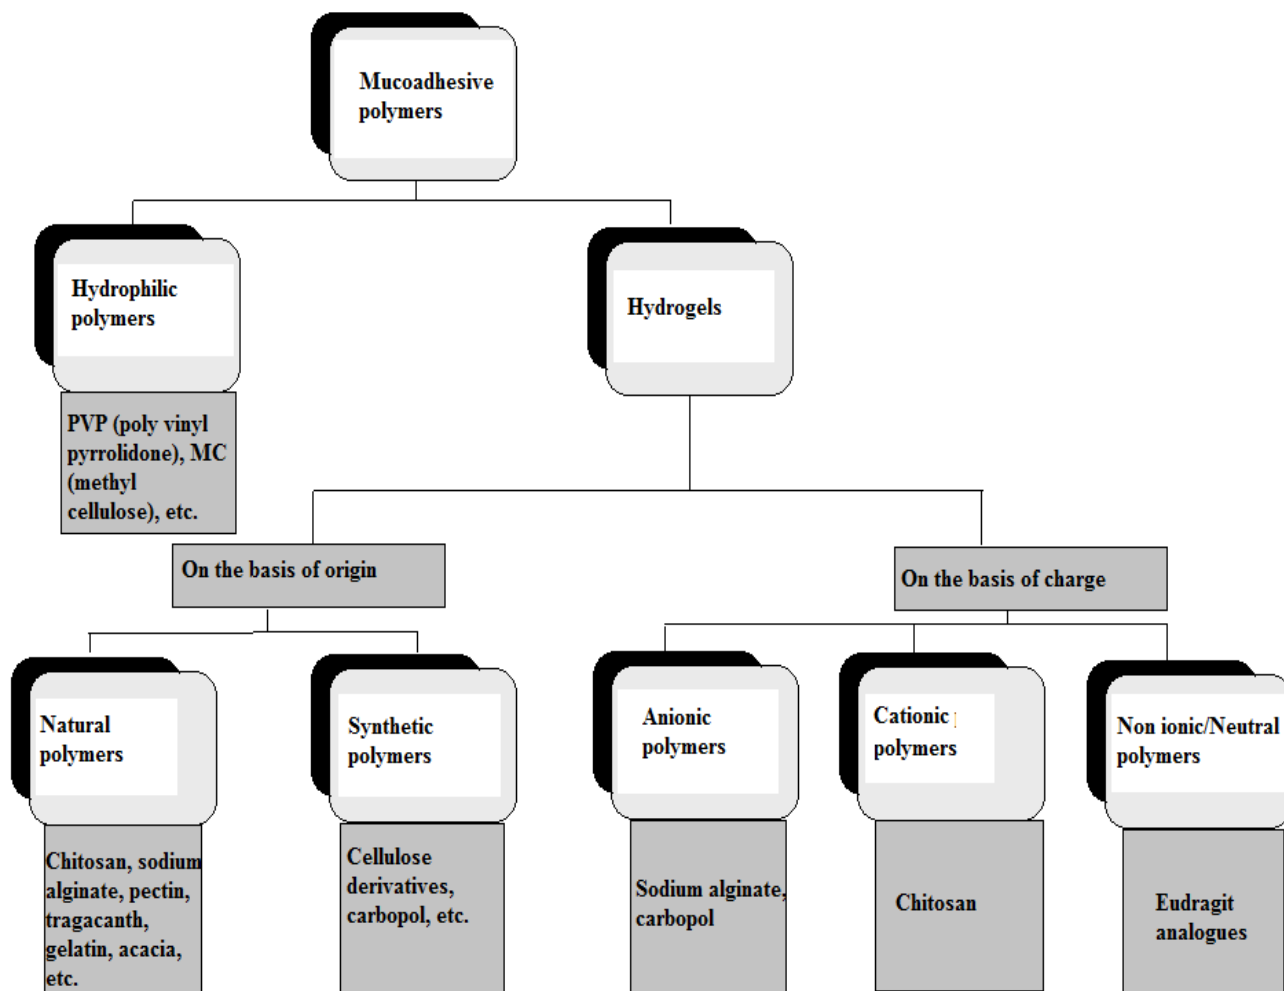 Mucoadhesive
polymers
Hydrophilic
polymers
Hydrogels
PVP (poly vinyl
pyrrolidone), MC
(methyl
cellulose), etc.
On the basis of origin
On the basis of charge
Natural
polymers
Synthetic
polymers
Anionic
polymers
Cationic
polymers
Non ionic/Neutral
polymers
Chitosan, sodium
alginate, pectin,
tragacanth,
gelatin, acacia,
etc.
Cellulose
derivatives,
carbopol, etc.
Sodium alginate,
carbopol
Chitosan
Eudragit
analogues